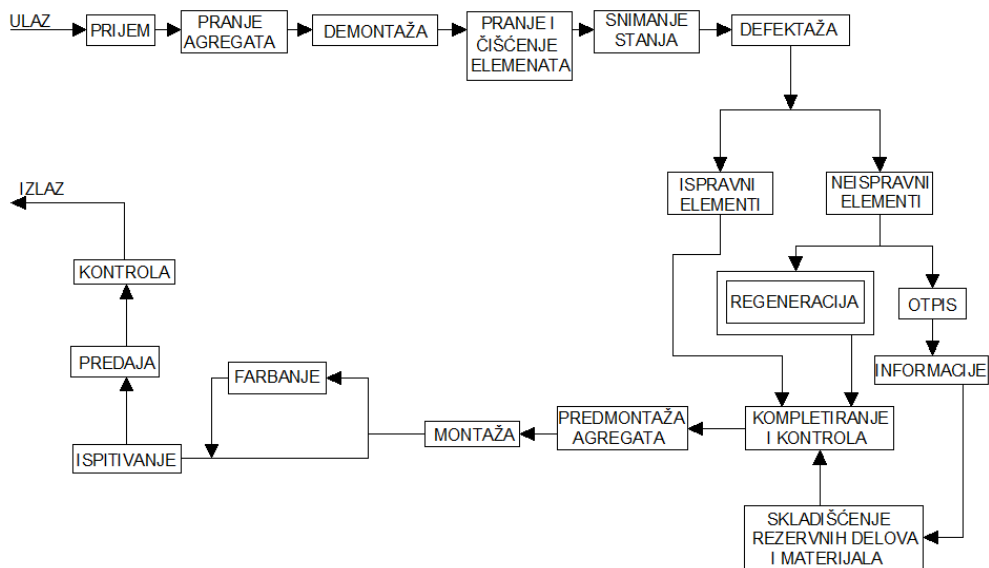 ULAZ
PRIJEM
PRANJE
AGREGATA
DEMONTAŽA
PRANJE I
ČIŠĆENJE
ELEMENATA
SNIMANJE
STANJA
DEFEKTAŽA
ISPRAVNI
ELEMENTI
NEISPRAVNI
ELEMENTI
REGENERACIJA
OTPIS
INFORMACIJE
KOMPLETIRANJE
I KONTROLA
SKLADIŠĆENJE
REZERVNIH DELOVA
I MATERIJALA
PREDMONTAŽA
AGREGATA
MONTAŽA
FARBANJE
ISPITIVANJE
PREDAJA
KONTROLA
IZLAZ